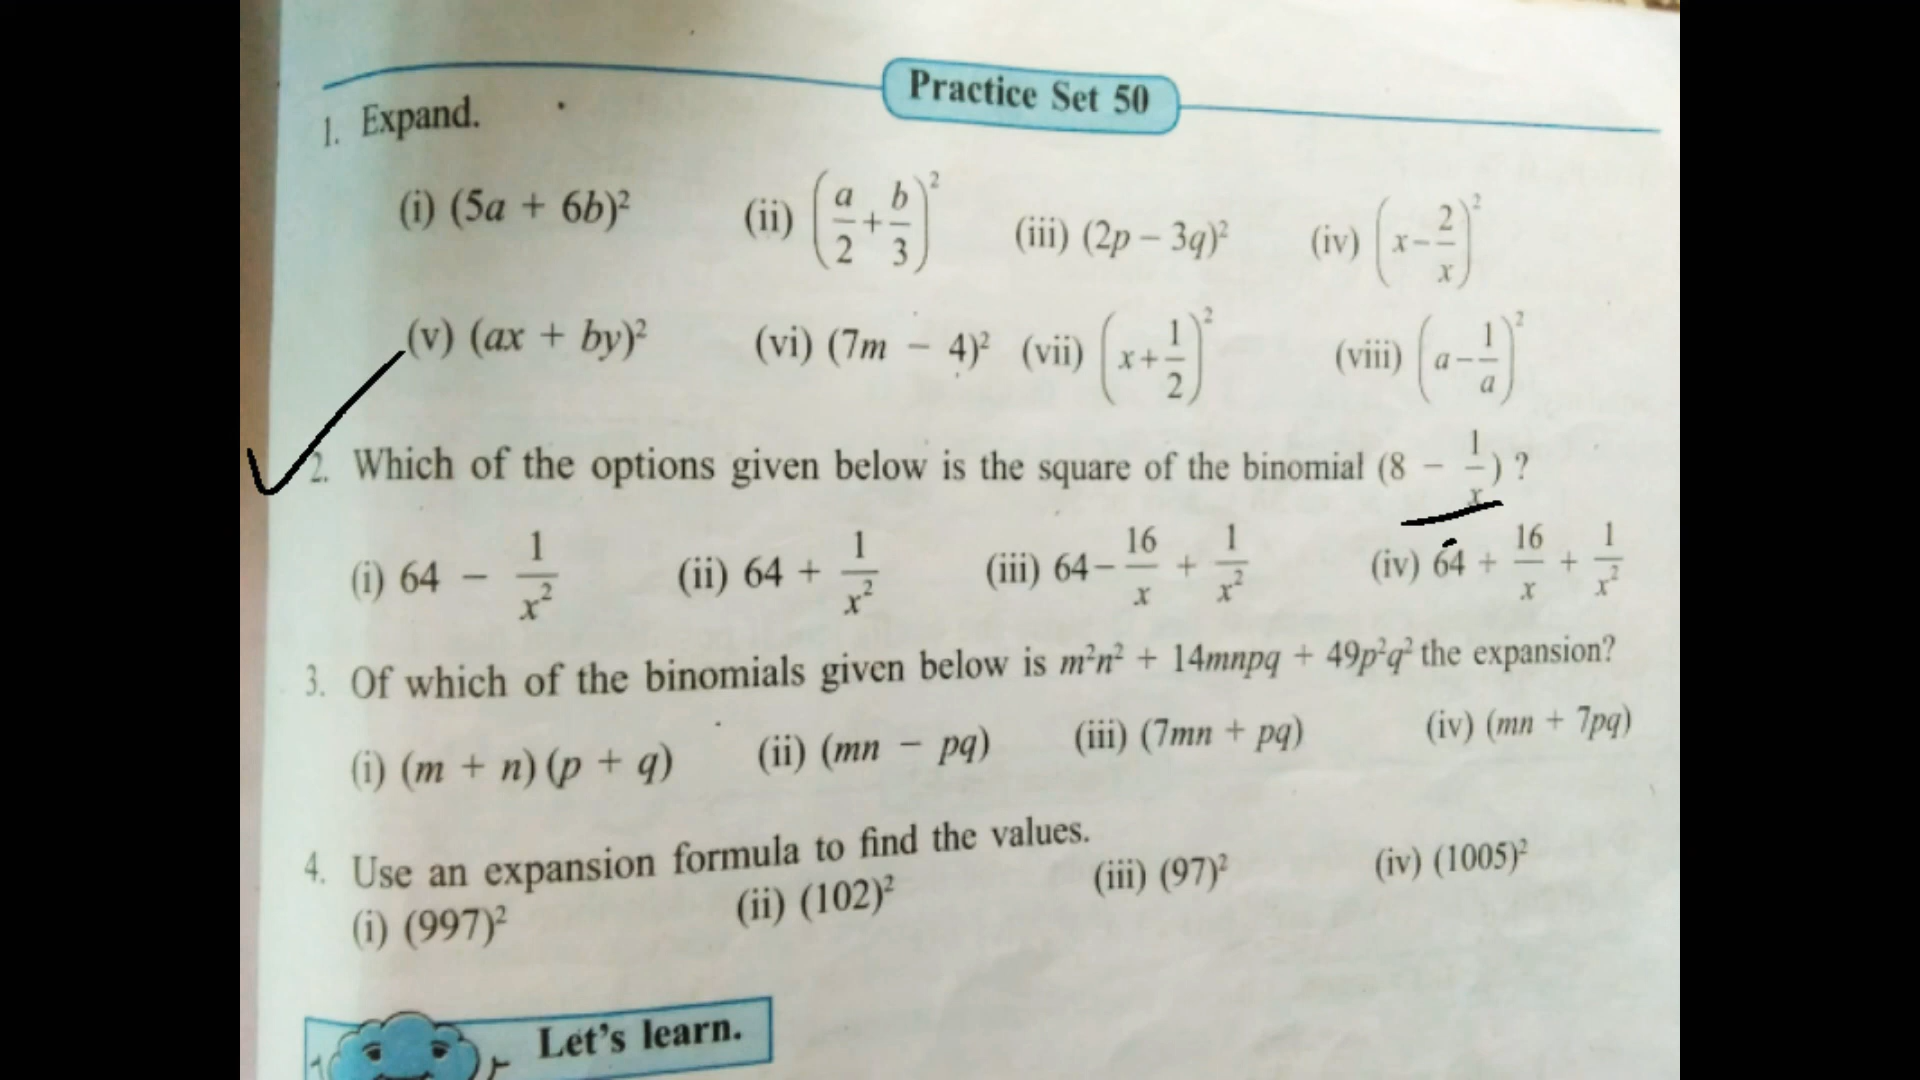 Practice Set 50
1. Expand.
(i) (5a + 6b)² (ii) (a/2 + b/3)² (iii) (2p – 3q)² (iv) (x – 2/x)²
(v) (ax + by)² (vi) (7m – 4)² (vii) (x + 1/2)² (viii) (a – 1/a)²
2. Which of the options given below is the square of the binomial (8 – 1/x) ?
(i) 64 – 1/x² (ii) 64 + 1/x² (iii) 64 – 16/x + 1/x² (iv) 64 + 16/x + 1/x²
3. Of which of the binomials given below is m²n² + 14mnpq + 49p²q² the expansion?
(i) (m + n) (p + q) (ii) (mn – pq) (iii) (7mn + pq) (iv) (mn + 7pq)
4. Use an expansion formula to find the values.
(i) (997)² (ii) (102)² (iii) (97)² (iv) (1005)²
Let's learn.